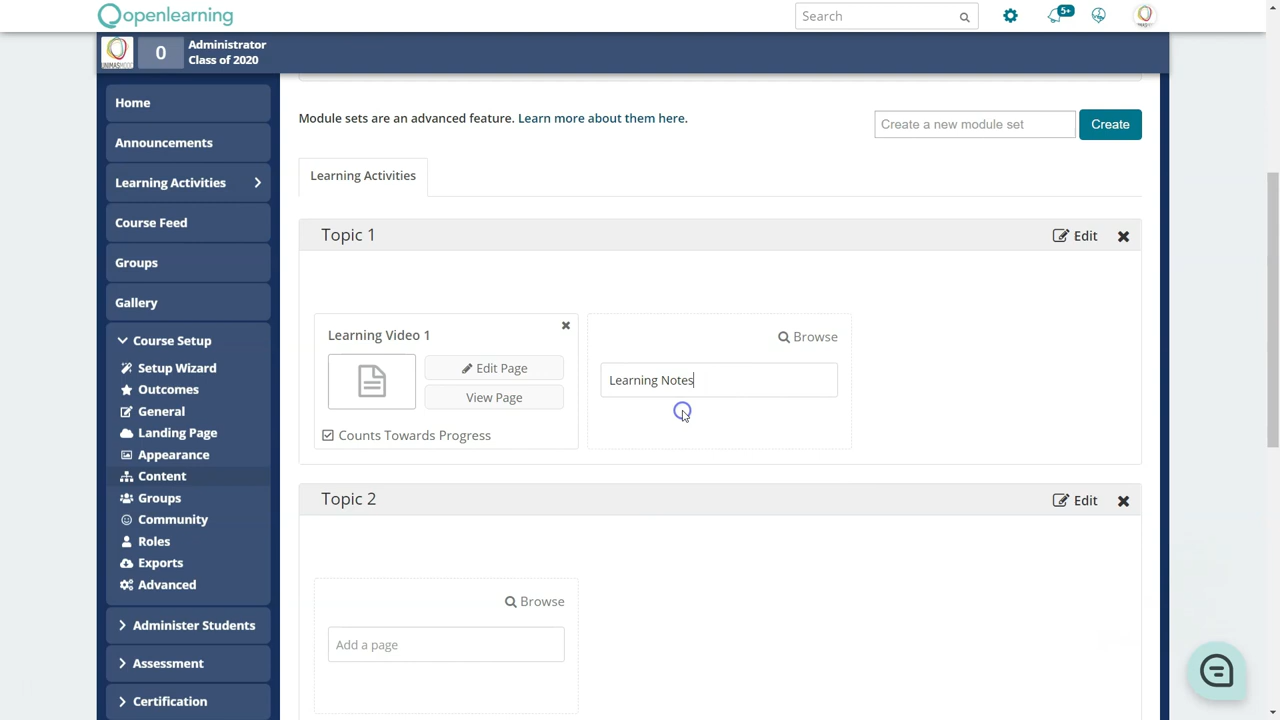 openlearning
Search
5+
UNIMASMOOC
0
Administrator
Class of 2020
Home
Announcements
Learning Activities
Course Feed
Groups
Gallery
Course Setup
Setup Wizard
Outcomes
General
Landing Page
Appearance
Content
Groups
Community
Roles
Exports
Advanced
Administer Students
Assessment
Certification
Module sets are an advanced feature. Learn more about them here.
Create a new module set
Create
Learning Activities
Topic 1
Edit
Learning Video 1
Edit Page
View Page
Counts Towards Progress
Browse
Learning Notes
Topic 2
Edit
Browse
Add a page